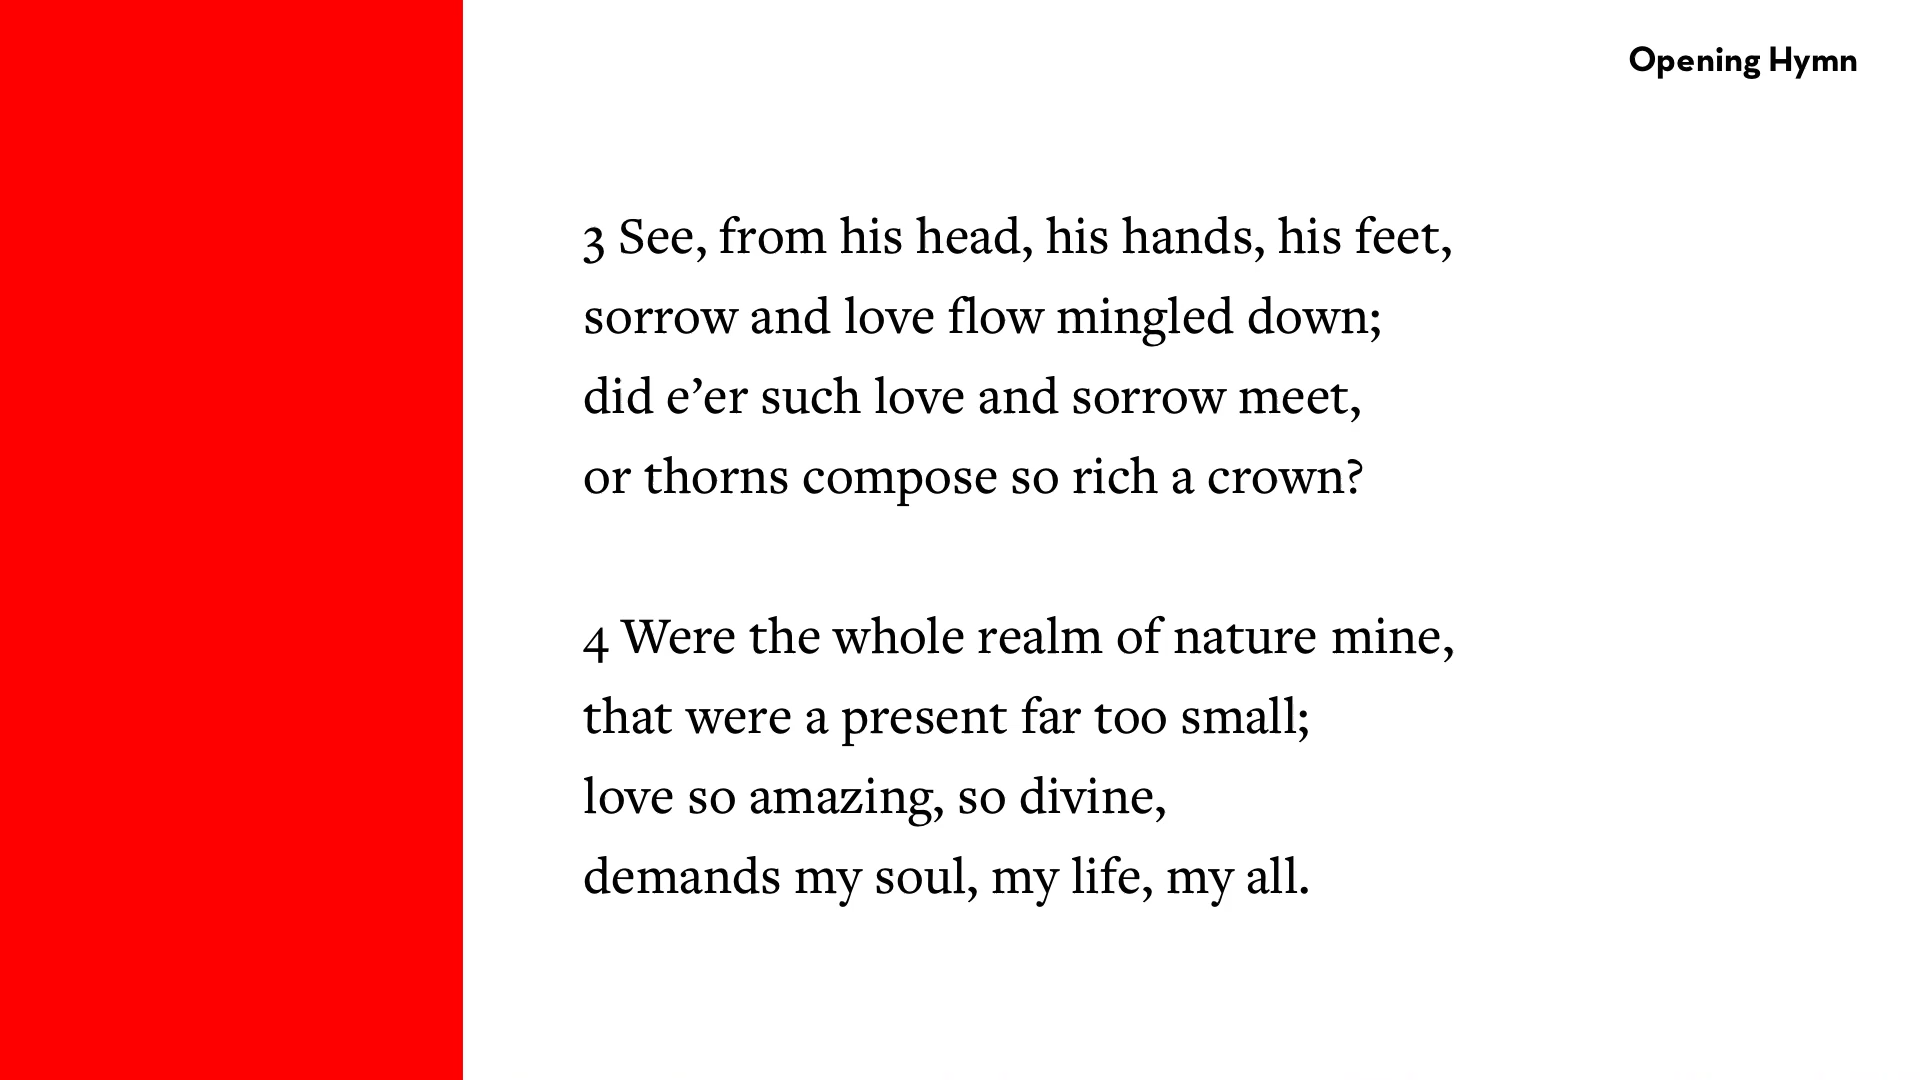 Opening Hymn
3 See, from his head, his hands, his feet,
sorrow and love flow mingled down;
did e’er such love and sorrow meet,
or thorns compose so rich a crown?
4 Were the whole realm of nature mine,
that were a present far too small;
love so amazing, so divine,
demands my soul, my life, my all.